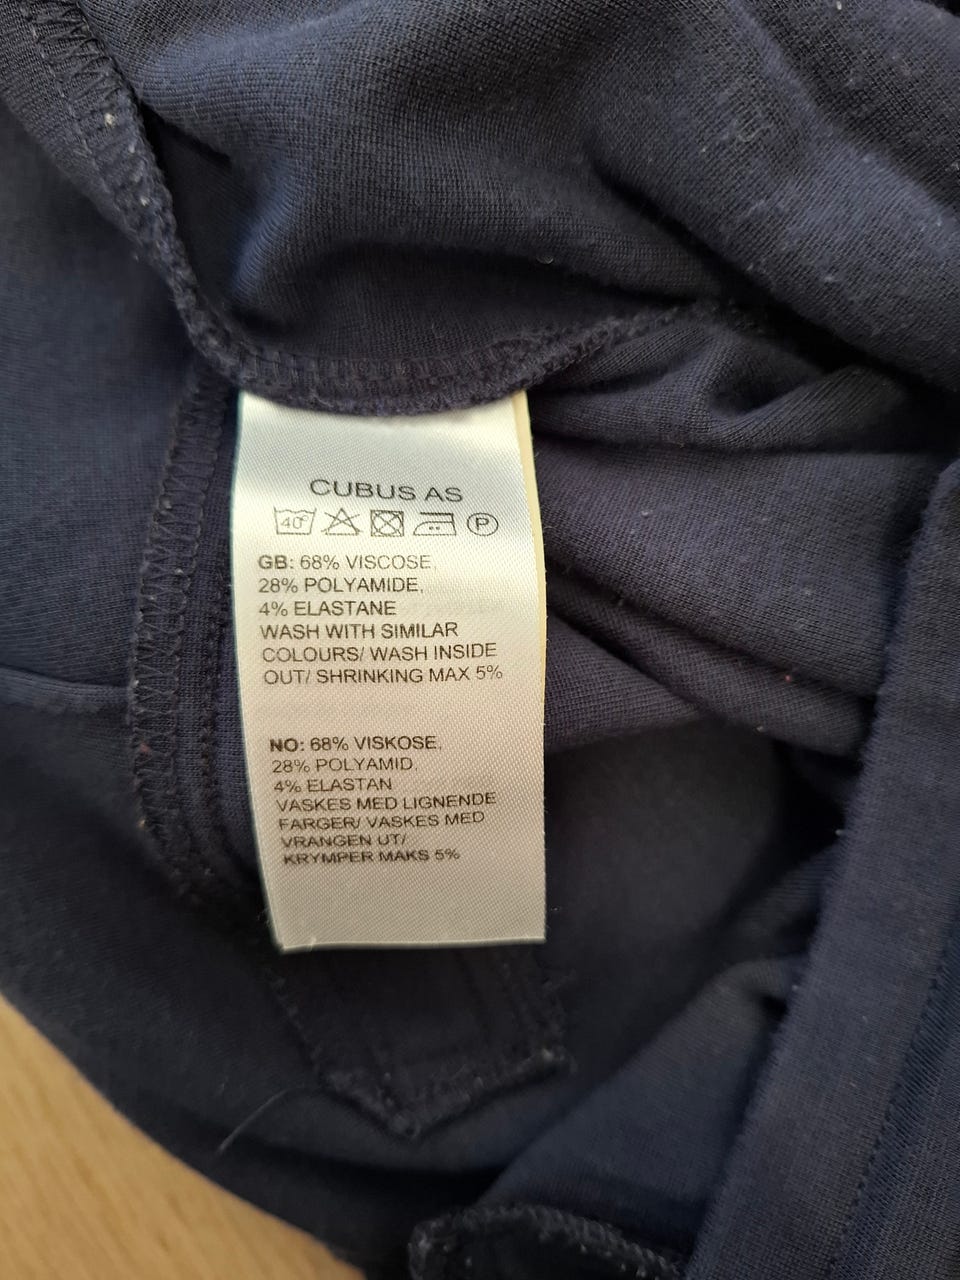 CUBUS AS
40° P
GB: 68% VISCOSE,
28% POLYAMIDE,
4% ELASTANE
WASH WITH SIMILAR
COLOURS/ WASH INSIDE
OUT/ SHRINKING MAX 5%
NO: 68% VISKOSE,
28% POLYAMID,
4% ELASTAN
VASKES MED LIGNENDE
FARGER/ VASKES MED
VRANGEN UT/
KRYMPER MAKS 5%